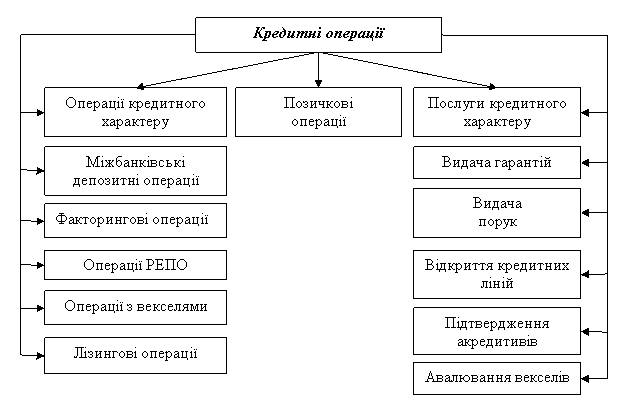 Кредитні операції
Операції кредитного
характеру
Позичкові
операції
Послуги кредитного
характеру
Міжбанківські
депозитні операції
Факторингові операції
Операції РЕПО
Операції з векселями
Лізингові операції
Видача гарантій
Видача
порук
Відкриття кредитних
ліній
Підтвердження
акредитивів
Авалювання векселів